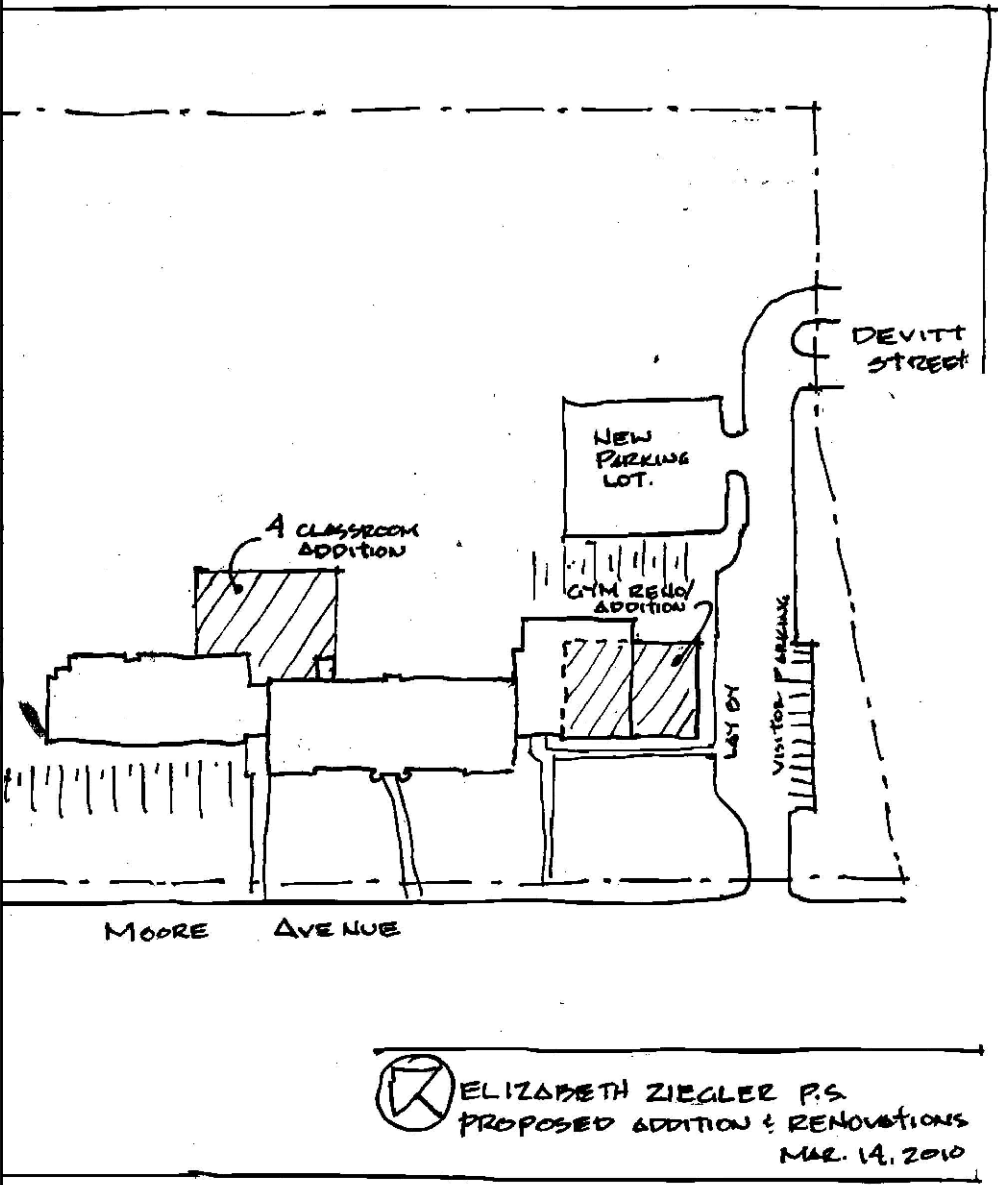 DEVITT
STREET
NEW
PARKING
LOT.
4 CLASSROOM
ADDITION
GYM RENO/
ADDITION
LAY BY
VISITOR PARKING
MOORE AVENUE
ELIZABETH ZIEGLER P.S.
PROPOSED ADDITION & RENOVATIONS
MAR. 14, 2010